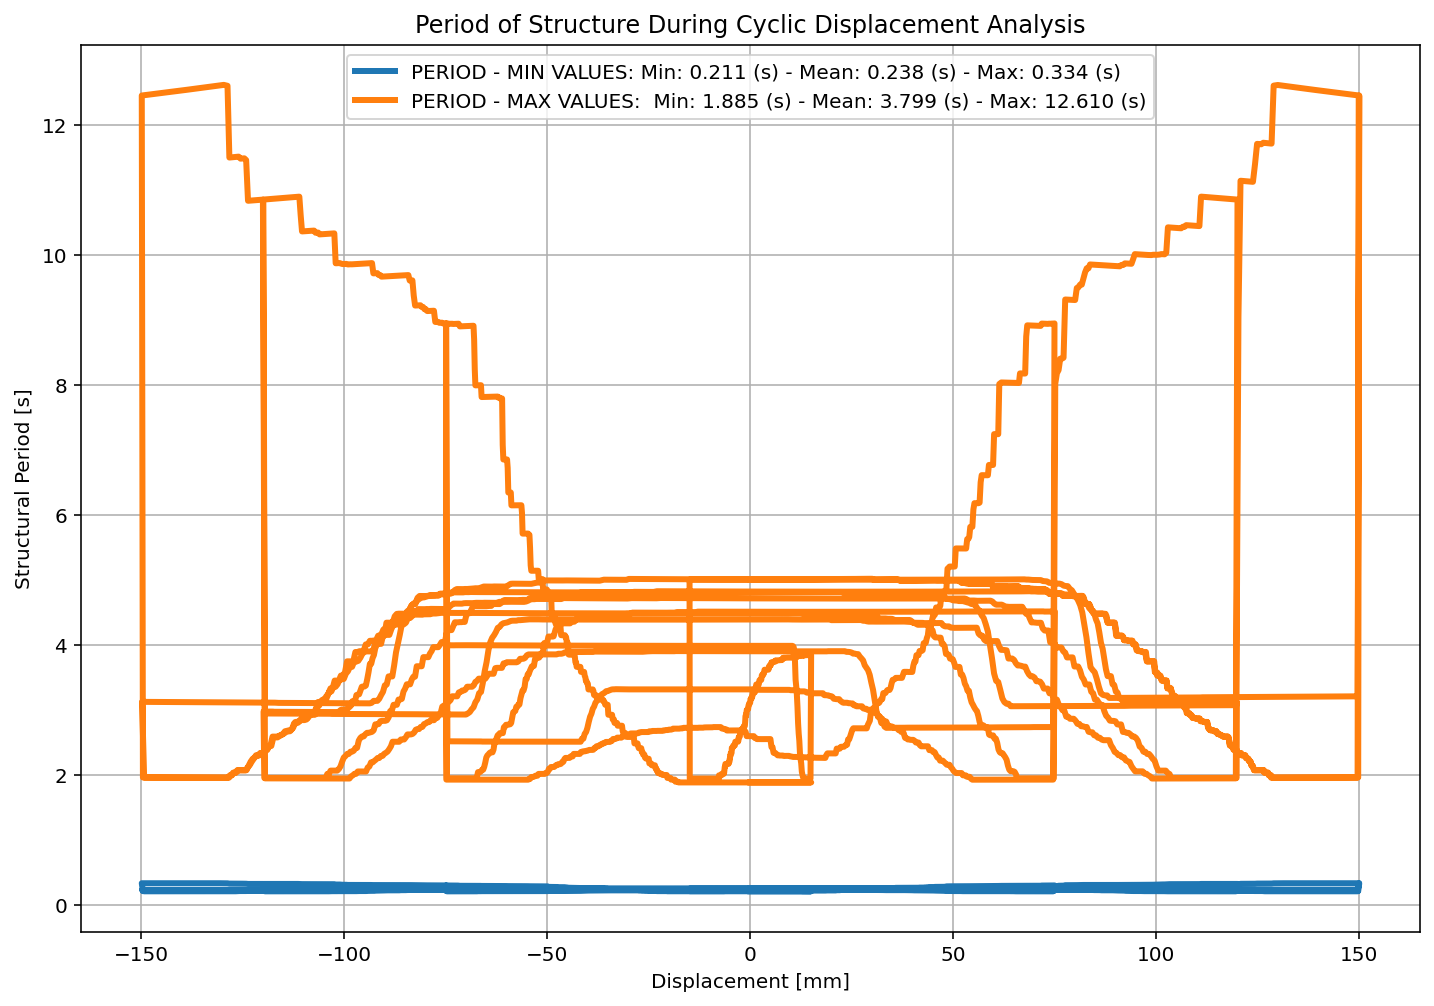 Period of Structure During Cyclic Displacement Analysis
PERIOD - MIN VALUES: Min: 0.211 (s) - Mean: 0.238 (s) - Max: 0.334 (s)
PERIOD - MAX VALUES:  Min: 1.885 (s) - Mean: 3.799 (s) - Max: 12.610 (s)
Structural Period [s]
12
10
8
6
4
2
0
−150 −100 −50 0 50 100 150
Displacement [mm]